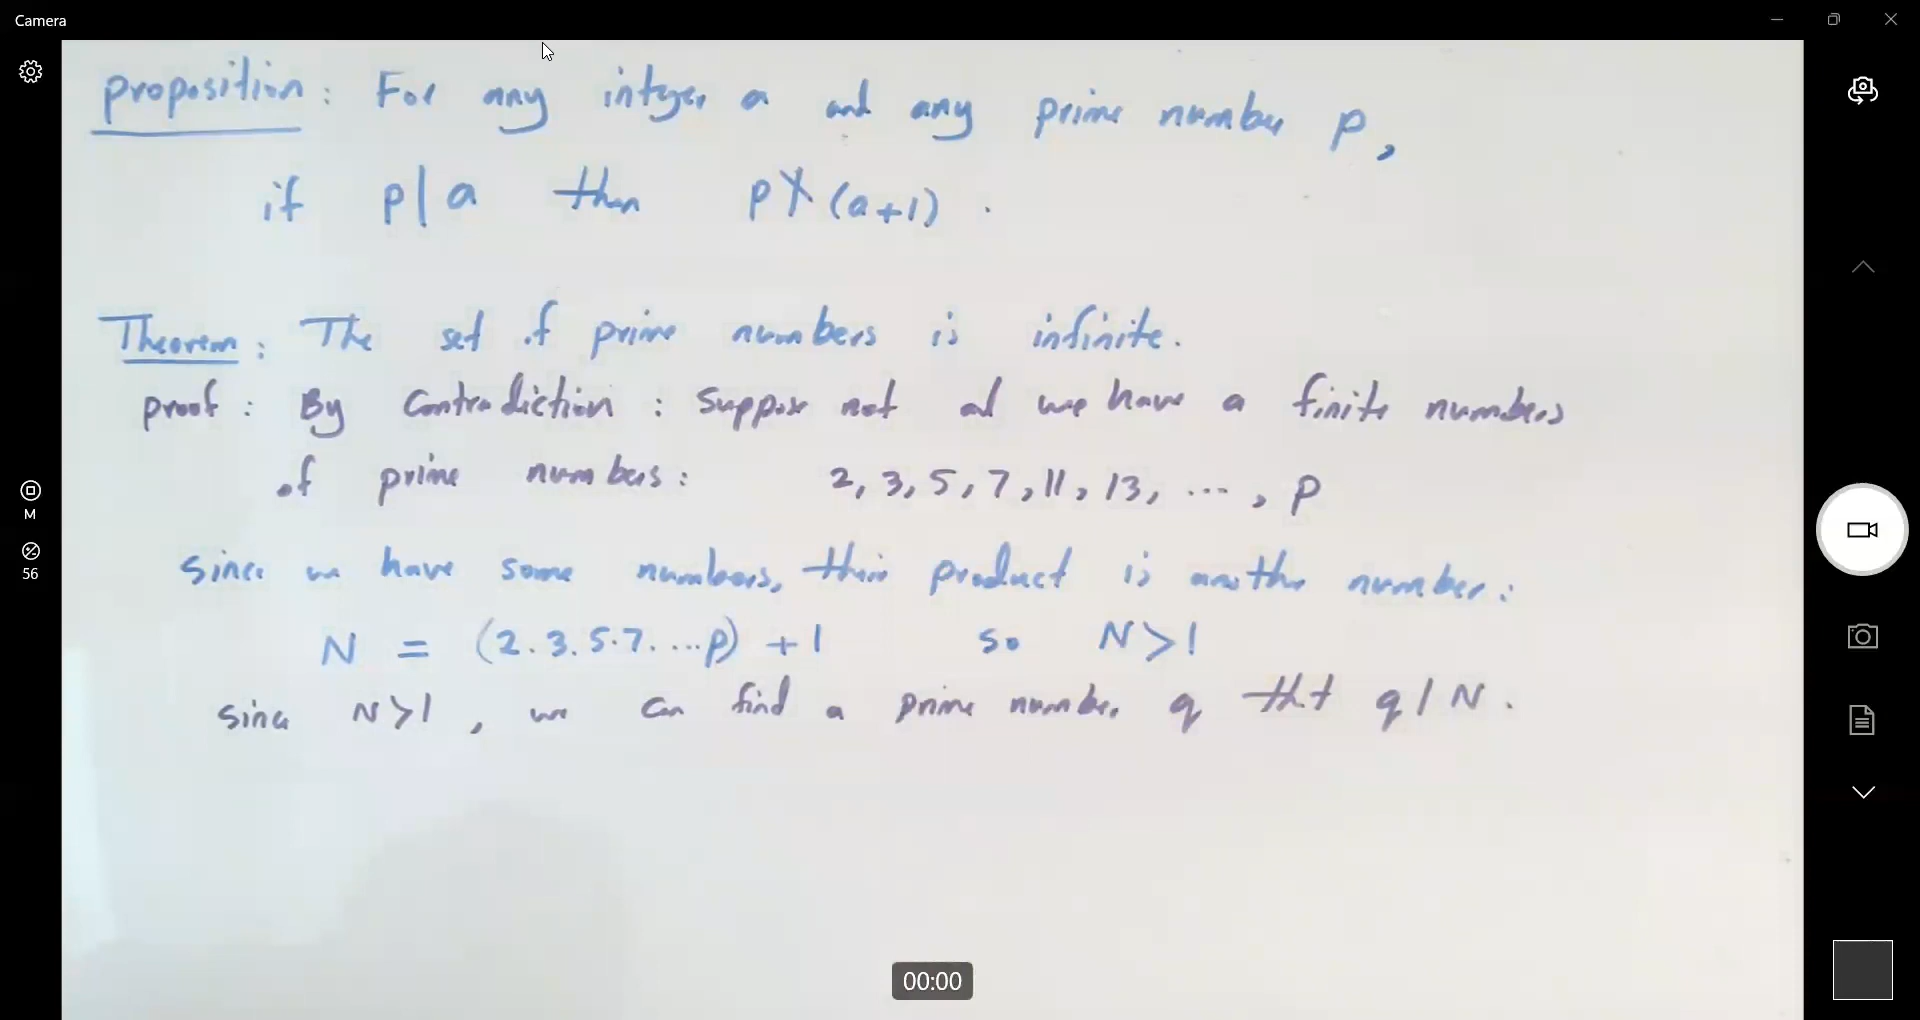 Camera
proposition: For any integer a and any prime number p,
if p|a then p∤(a+1).
Theorem: The set of prime numbers is infinite.
proof: By Contradiction: suppose not and we have a finite numbers
of prime numbers: 2, 3, 5, 7, 11, 13, ..., p
since we have some numbers, their product is another number:
N = (2.3.5.7. ...p) + 1 so N>1
since N>1, we can find a prime number q tht q|N.
M
56
00:00